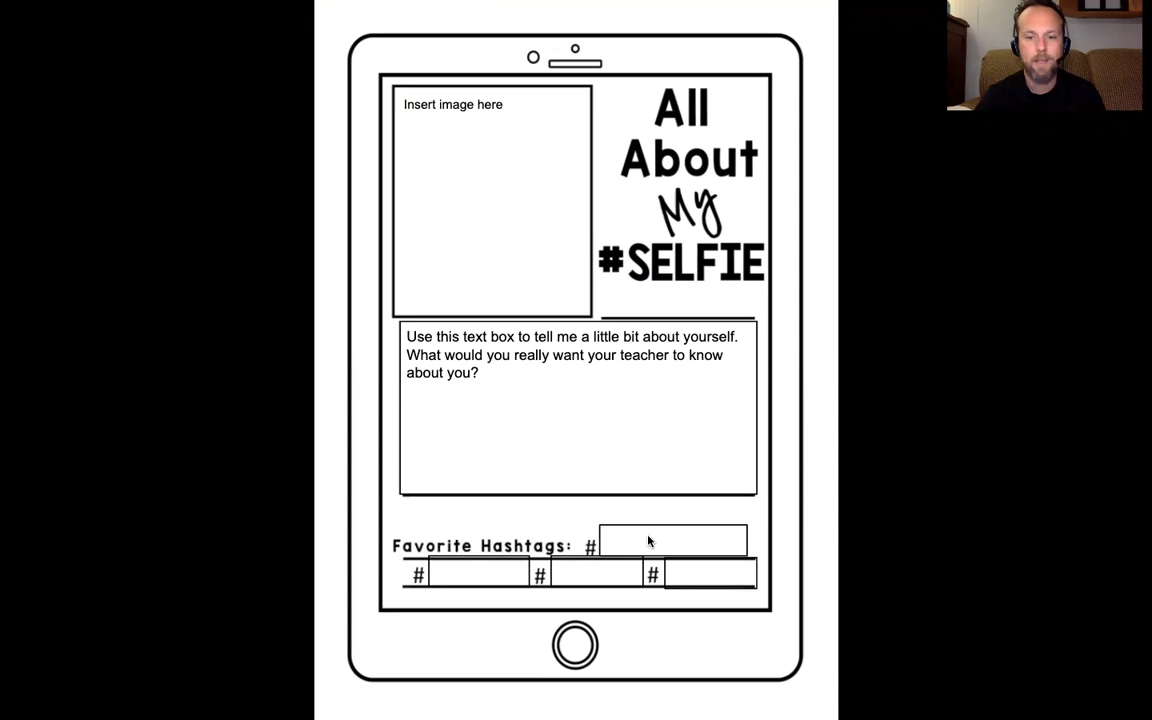 Insert image here
All
About
My
#SELFIE
Use this text box to tell me a little bit about yourself.
What would you really want your teacher to know
about you?
Favorite Hashtags: #
# # #